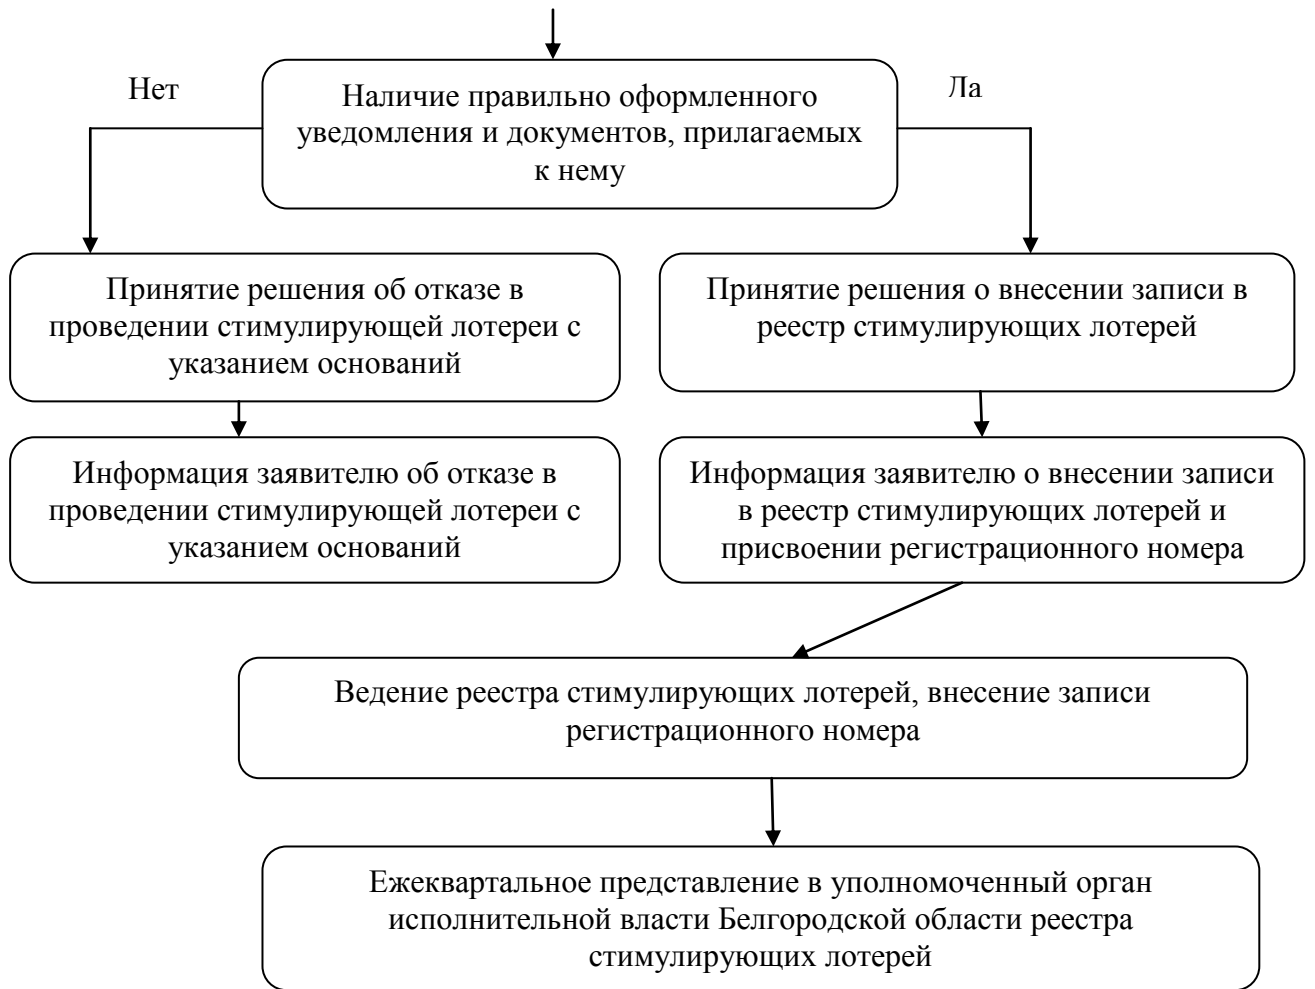 Нет
Ла
Наличие правильно оформленного
уведомления и документов, прилагаемых
к нему
Принятие решения об отказе в
проведении стимулирующей лотереи с
указанием оснований
Принятие решения о внесении записи в
реестр стимулирующих лотерей
Информация заявителю об отказе в
проведении стимулирующей лотереи с
указанием оснований
Информация заявителю о внесении записи
в реестр стимулирующих лотерей и
присвоении регистрационного номера
Ведение реестра стимулирующих лотерей, внесение записи
регистрационного номера
Ежеквартальное представление в уполномоченный орган
исполнительной власти Белгородской области реестра
стимулирующих лотерей